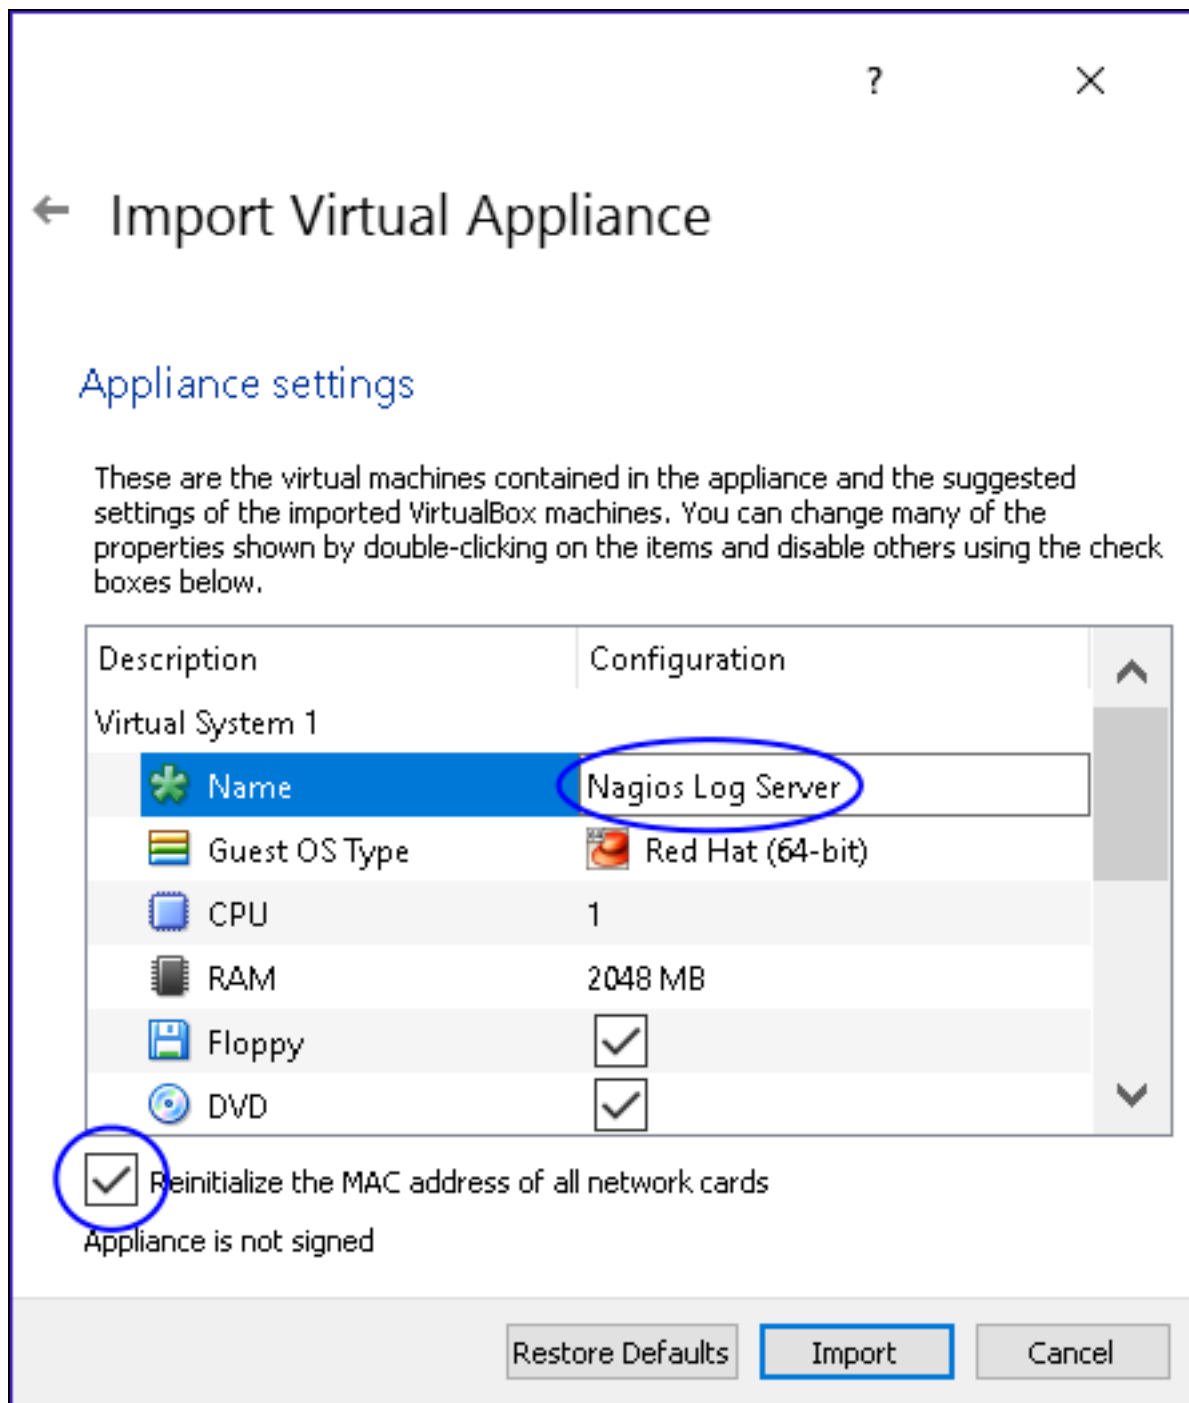 ?
Import Virtual Appliance
Appliance settings
These are the virtual machines contained in the appliance and the suggested
settings of the imported VirtualBox machines. You can change many of the
properties shown by double-clicking on the items and disable others using the check
boxes below.
Description Configuration
Virtual System 1
Name Nagios Log Server
Guest OS Type Red Hat (64-bit)
CPU 1
RAM 2048 MB
Floppy
DVD
Reinitialize the MAC address of all network cards
Appliance is not signed
Restore Defaults Import Cancel